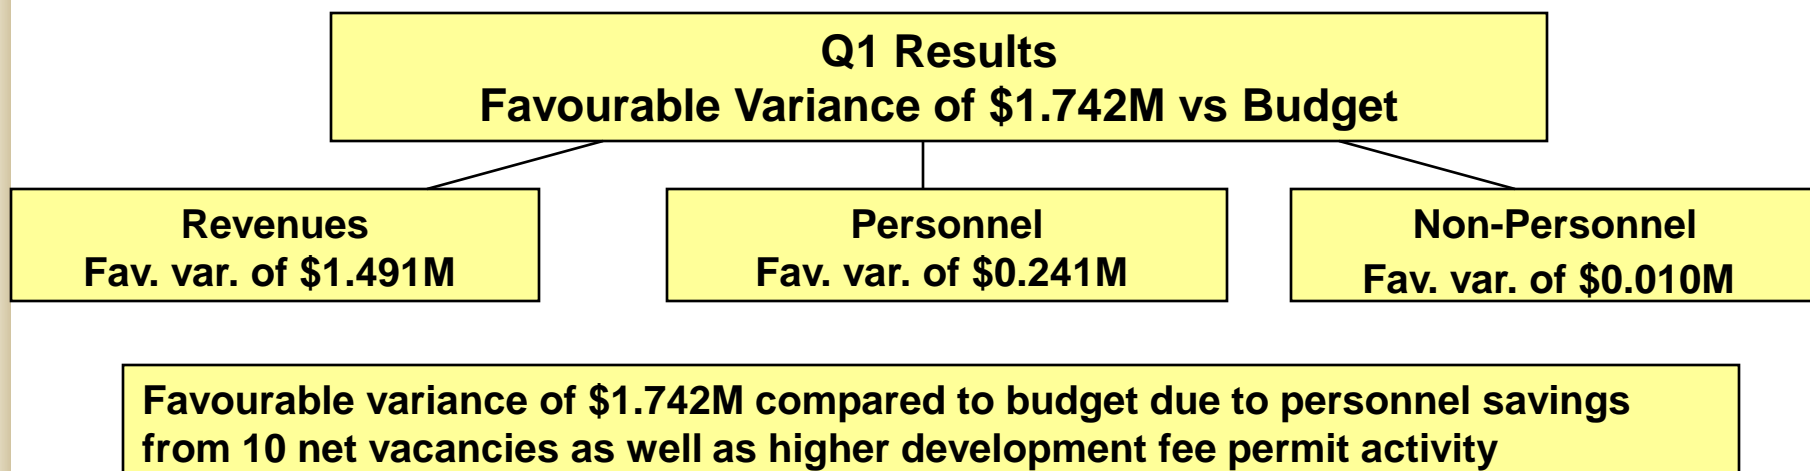 Q1 Results
Favourable Variance of $1.742M vs Budget
Revenues
Fav. var. of $1.491M
Personnel
Fav. var. of $0.241M
Non-Personnel
Fav. var. of $0.010M
Favourable variance of $1.742M compared to budget due to personnel savings
from 10 net vacancies as well as higher development fee permit activity